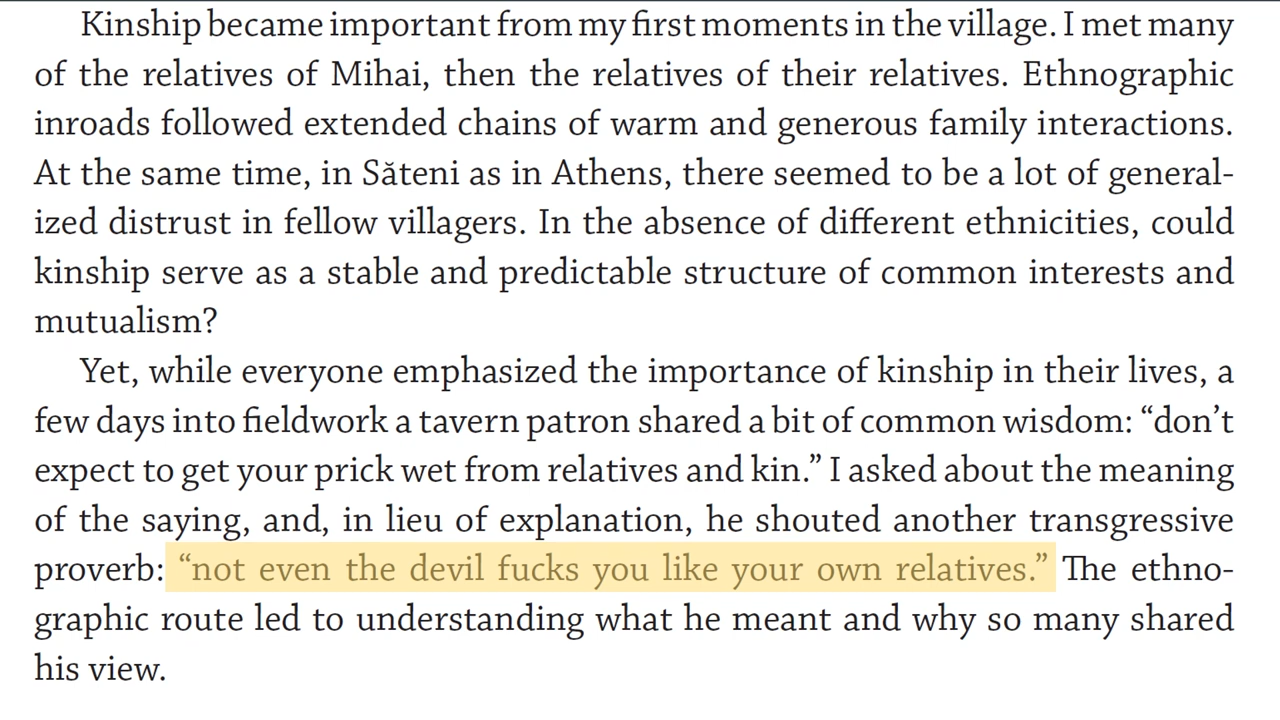 Kinship became important from my first moments in the village. I met many
of the relatives of Mihai, then the relatives of their relatives. Ethnographic
inroads followed extended chains of warm and generous family interactions.
At the same time, in Săteni as in Athens, there seemed to be a lot of general-
ized distrust in fellow villagers. In the absence of different ethnicities, could
kinship serve as a stable and predictable structure of common interests and
mutualism?
Yet, while everyone emphasized the importance of kinship in their lives, a
few days into fieldwork a tavern patron shared a bit of common wisdom: “don’t
expect to get your prick wet from relatives and kin.” I asked about the meaning
of the saying, and, in lieu of explanation, he shouted another transgressive
proverb: “not even the devil fucks you like your own relatives.” The ethno-
graphic route led to understanding what he meant and why so many shared
his view.